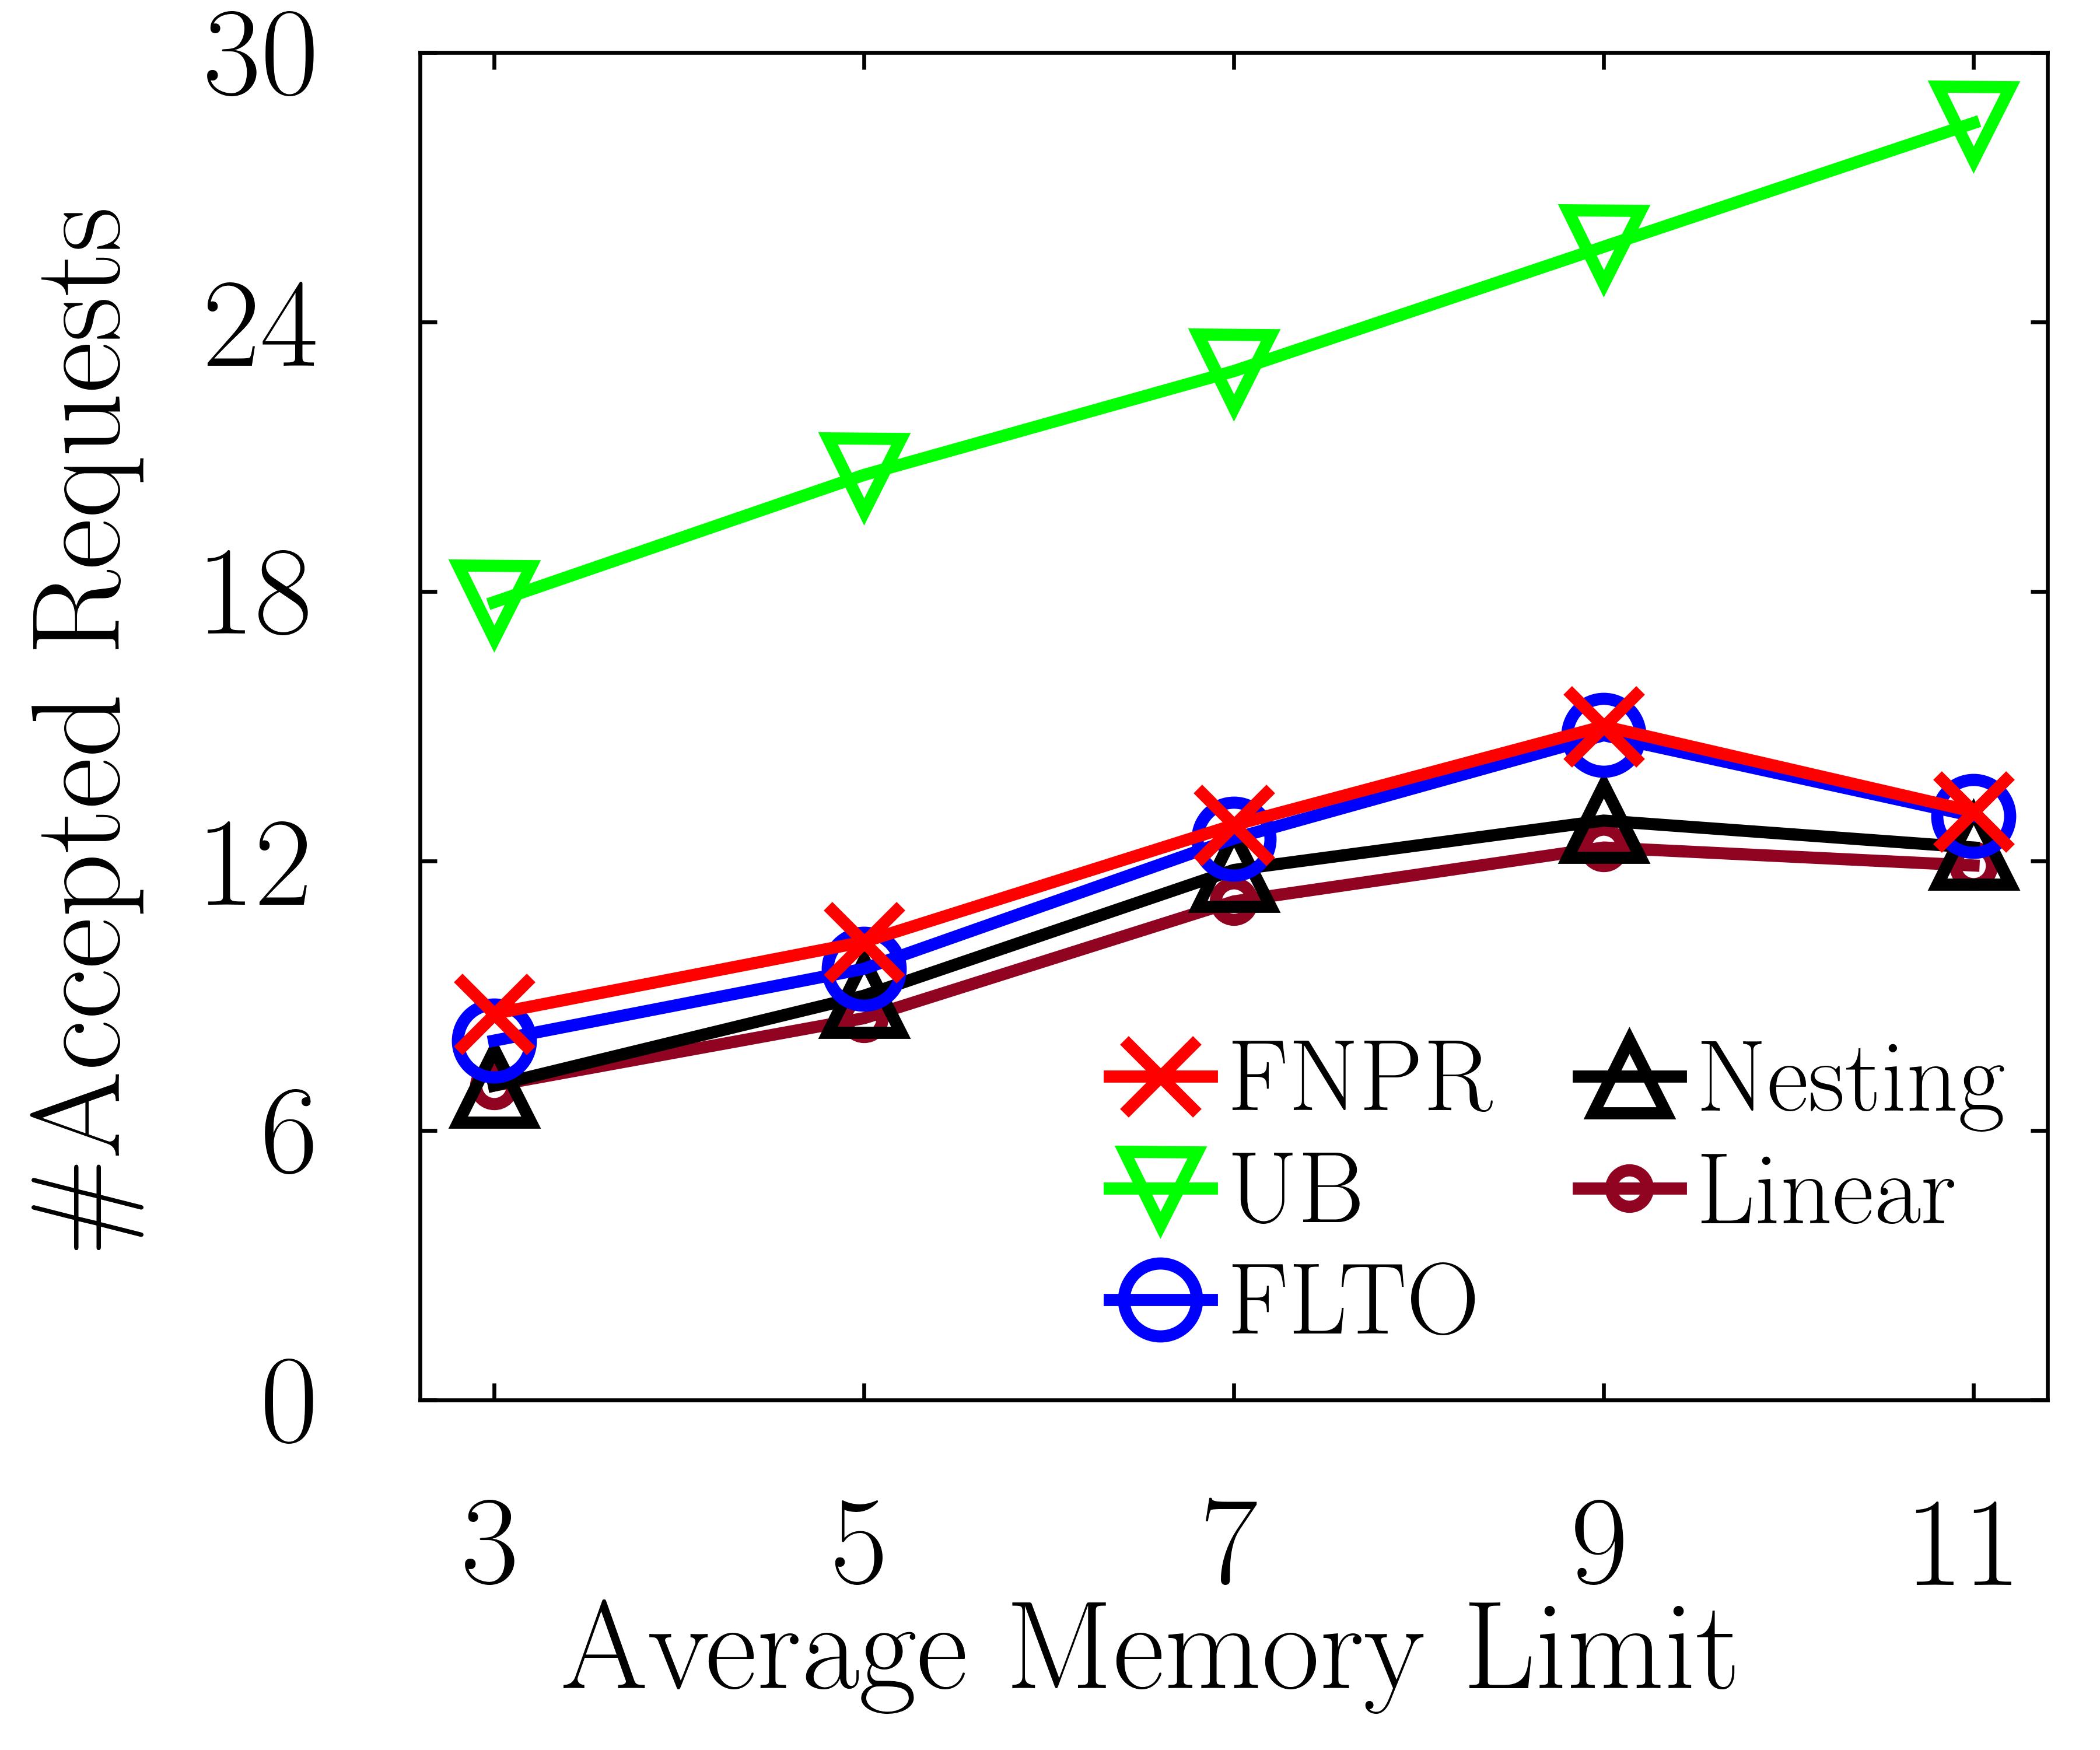 30
24
18
12
6
0
#Accepted Requests
FNPR Nesting
UB Linear
FLTO
3 5 7 9 11
Average Memory Limit